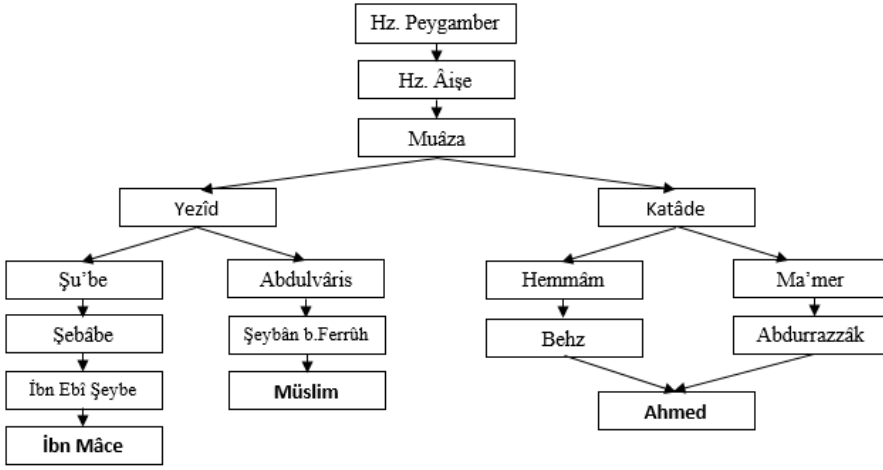 Hz. Peygamber
Hz. Âişe
Muâza
Yezîd
Katâde
Şu’be
Abdulvâris
Hemmâm
Ma’mer
Şebâbe
Şeybân b.Ferrûh
Behz
Abdurrazzâk
İbn Ebî Şeybe
Müslim
Ahmed
İbn Mâce